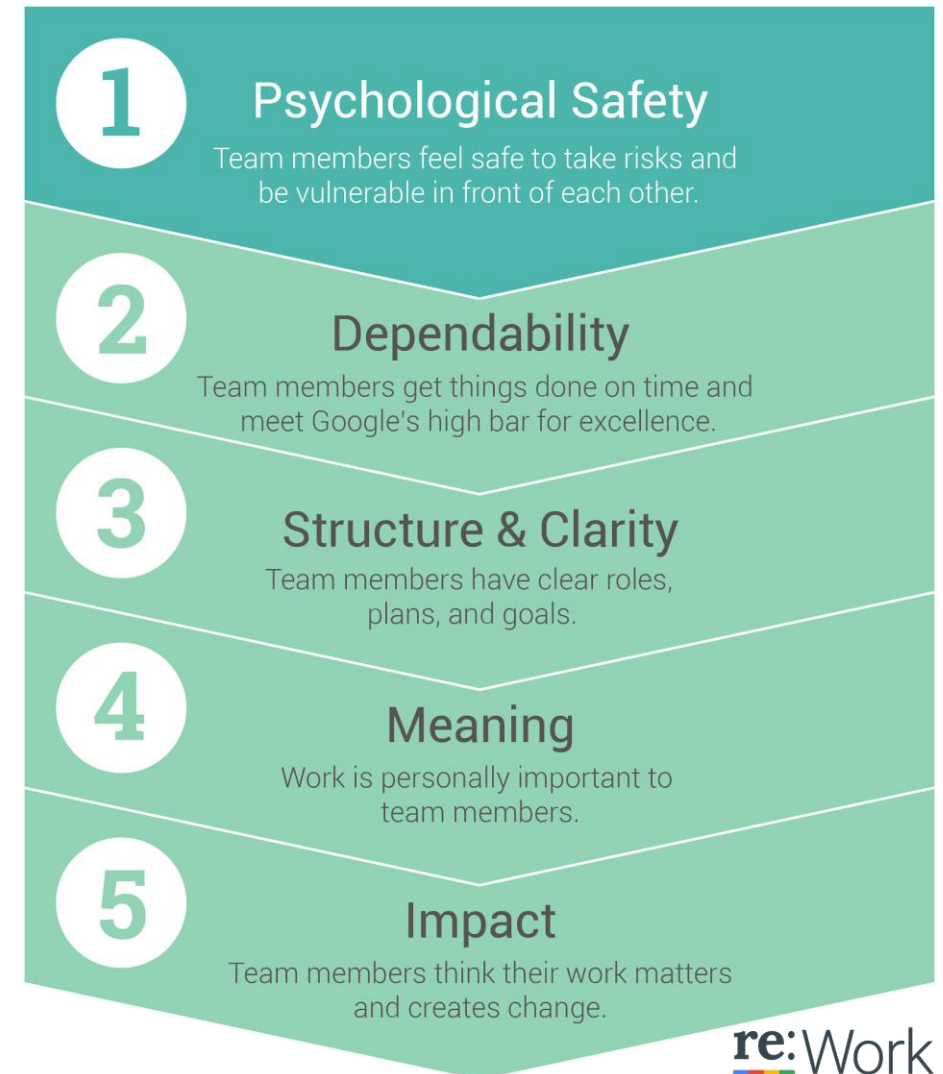 1
Psychological Safety
Team members feel safe to take risks and
be vulnerable in front of each other.
2
Dependability
Team members get things done on time and
meet Google's high bar for excellence.
3
Structure & Clarity
Team members have clear roles,
plans, and goals.
4
Meaning
Work is personally important to
team members.
5
Impact
Team members think their work matters
and creates change.
re:Work